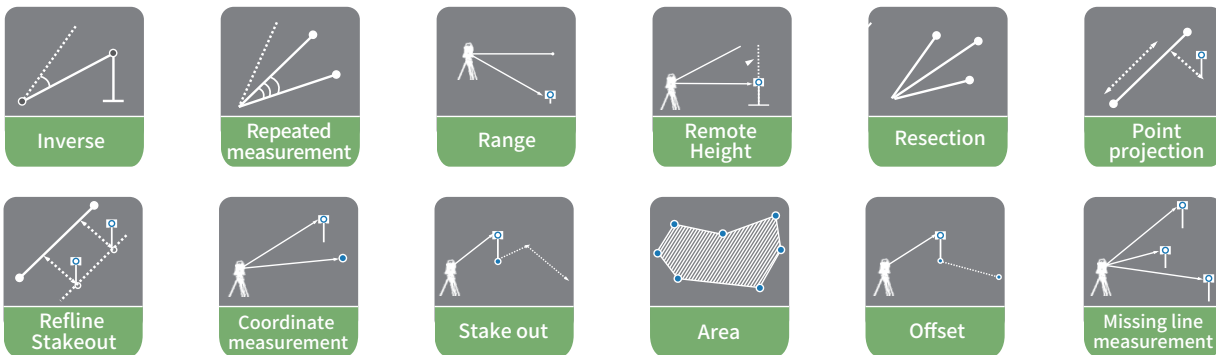 Inverse
Repeated
measurement
Range
Remote
Height
Resection
Point
projection
Refline
Stakeout
Coordinate
measurement
Stake out
Area
Offset
Missing line
measurement